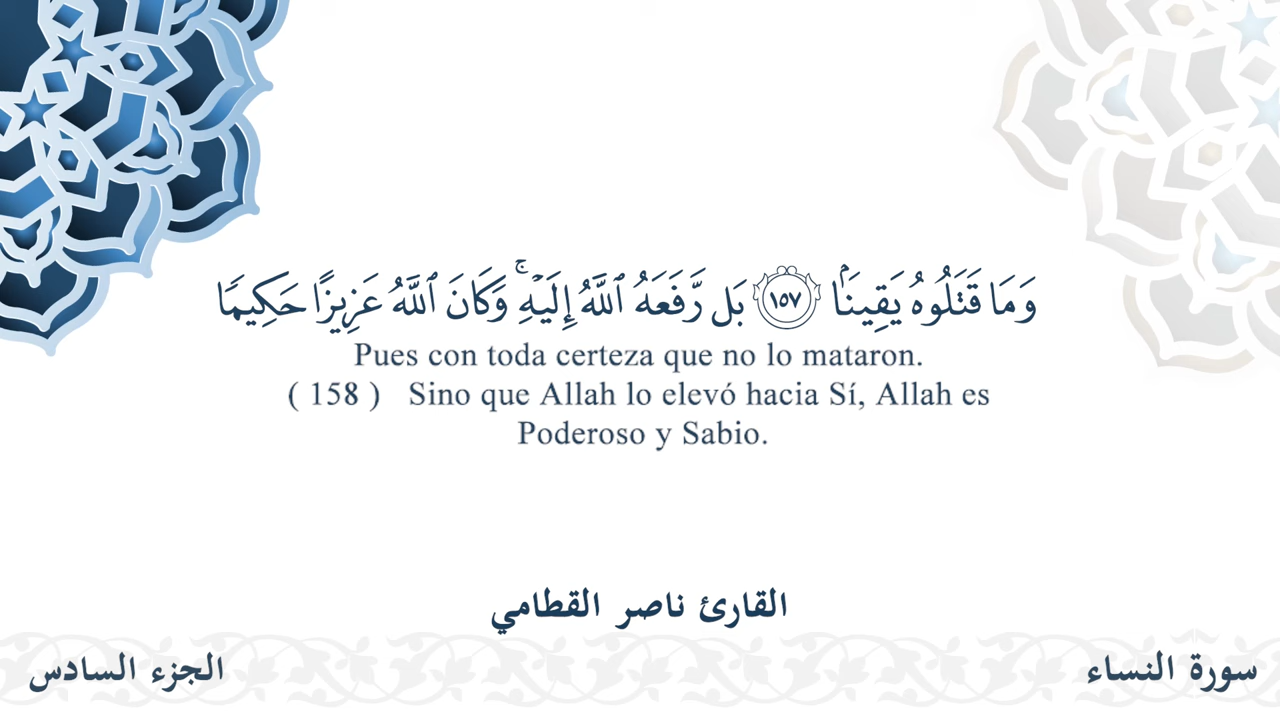 وَمَا قَتَلُوهُ يَقِينَۢا ١٥٧ بَل رَّفَعَهُ ٱللَّهُ إِلَيۡهِۚ وَكَانَ ٱللَّهُ عَزِيزًا حَكِيمٗا
Pues con toda certeza que no lo mataron.
( 158 ) Sino que Allah lo elevó hacia Sí, Allah es
Poderoso y Sabio.
القارئ ناصر القطامي
سورة النساء
الجزء السادس